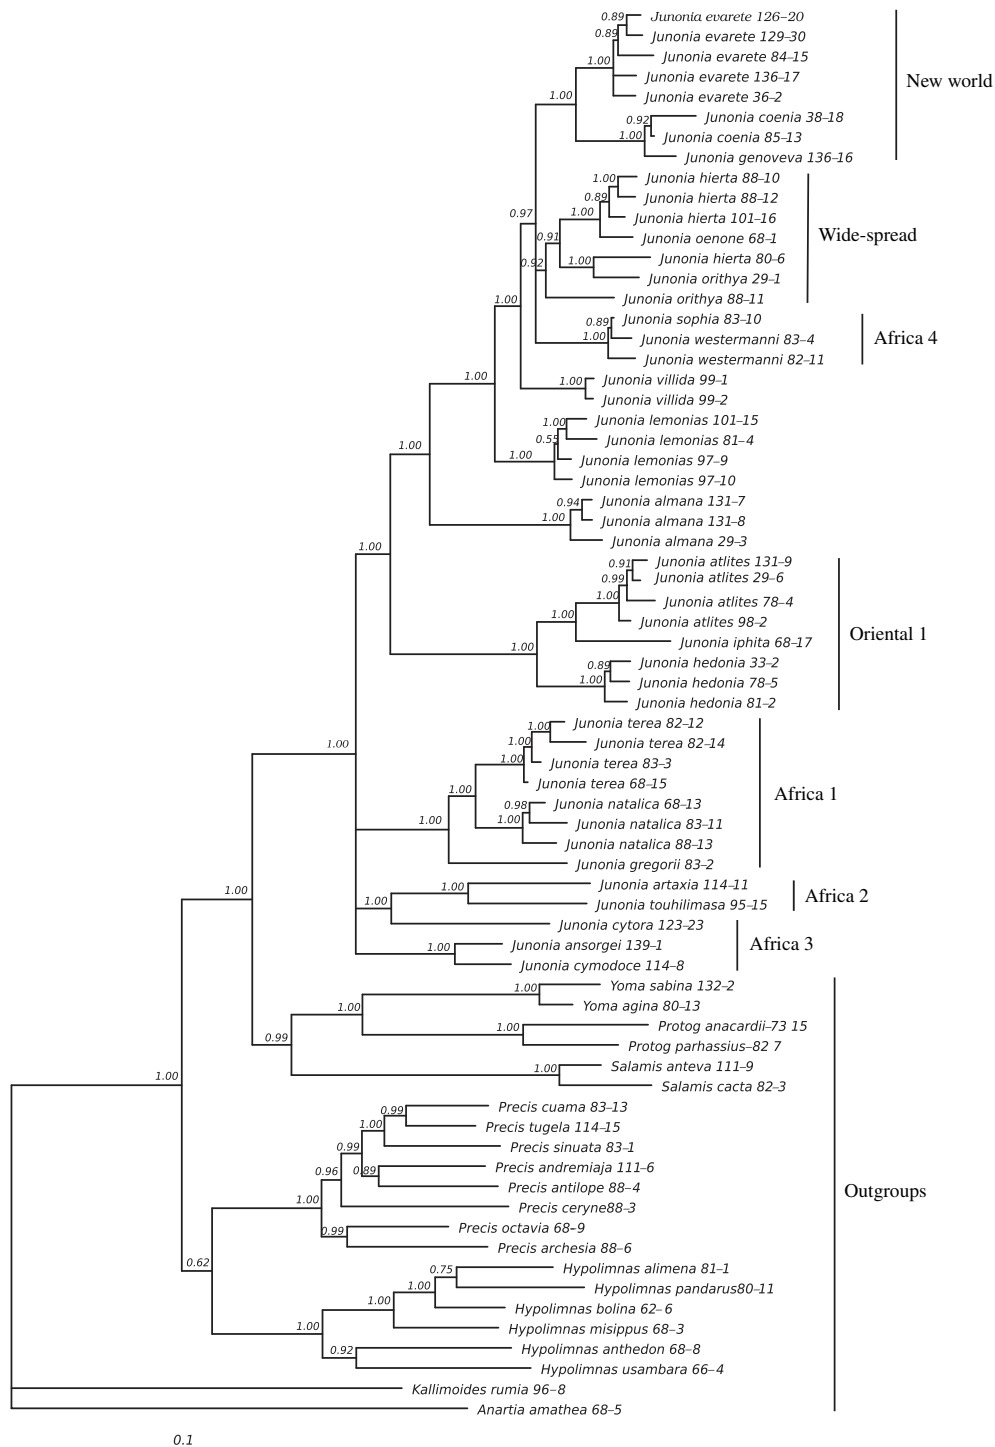 0.89 Junonia evarete 126–20
0.89 Junonia evarete 129–30
Junonia evarete 84–15
1.00 Junonia evarete 136–17
New world
1.00 Junonia evarete 36–2
0.92 Junonia coenia 38–18
1.00 Junonia coenia 85–13
Junonia genoveva 136–16
1.00 Junonia hierta 88–10
0.89 Junonia hierta 88–12
0.97 1.00 Junonia hierta 101–16
0.91 Junonia oenone 68–1
Wide-spread
0.92 1.00 Junonia hierta 80–6
Junonia orithya 29–1
1.00 Junonia orithya 88–11
0.89 Junonia sophia 83–10
1.00 Junonia westermanni 83–4
Africa 4
Junonia westermanni 82–11
1.00 1.00 Junonia villida 99–1
Junonia villida 99–2
1.00 Junonia lemonias 101–15
0.55 Junonia lemonias 81–4
1.00 1.00 Junonia lemonias 97–9
Junonia lemonias 97–10
0.94 Junonia almana 131–7
1.00 Junonia almana 131–8
1.00 Junonia almana 29–3
0.91 Junonia atlites 131–9
0.99 Junonia atlites 29–6
1.00 Junonia atlites 78–4
1.00 Junonia atlites 98–2
Oriental 1
1.00 Junonia iphita 68–17
0.89 Junonia hedonia 33–2
1.00 Junonia hedonia 78–5
Junonia hedonia 81–2
1.00 Junonia terea 82–12
1.00 1.00 Junonia terea 82–14
1.00 Junonia terea 83–3
Junonia terea 68–15
1.00 0.98 Junonia natalica 68–13
Africa 1
1.00 1.00 Junonia natalica 83–11
Junonia natalica 88–13
Junonia gregorii 83–2
1.00 1.00 Junonia artaxia 114–11
Africa 2
1.00 Junonia touhilimasa 95–15
Junonia cytora 123–23
1.00 Junonia ansorgei 139–1
Africa 3
Junonia cymodoce 114–8
1.00 Yoma sabina 132–2
1.00 Yoma agina 80–13
0.99 1.00 Protog anacardii–73 15
Protog parhassius–82 7
1.00 1.00 Salamis anteva 111–9
Salamis cacta 82–3
0.99 Precis cuama 83–13
1.00 Precis tugela 114–15
0.99 Precis sinuata 83–1
0.96 0.89 Precis andremiaja 111–6
Precis antilope 88–4
Outgroups
1.00 Precis ceryne88–3
0.99 Precis octavia 68–9
Precis archesia 88–6
0.62 0.75 Hypolimnas alimena 81–1
1.00 Hypolimnas pandarus80–11
1.00 Hypolimnas bolina 62–6
1.00 Hypolimnas misippus 68–3
0.92 Hypolimnas anthedon 68–8
Hypolimnas usambara 66–4
Kallimoides rumia 96–8
Anartia amathea 68–5
0.1